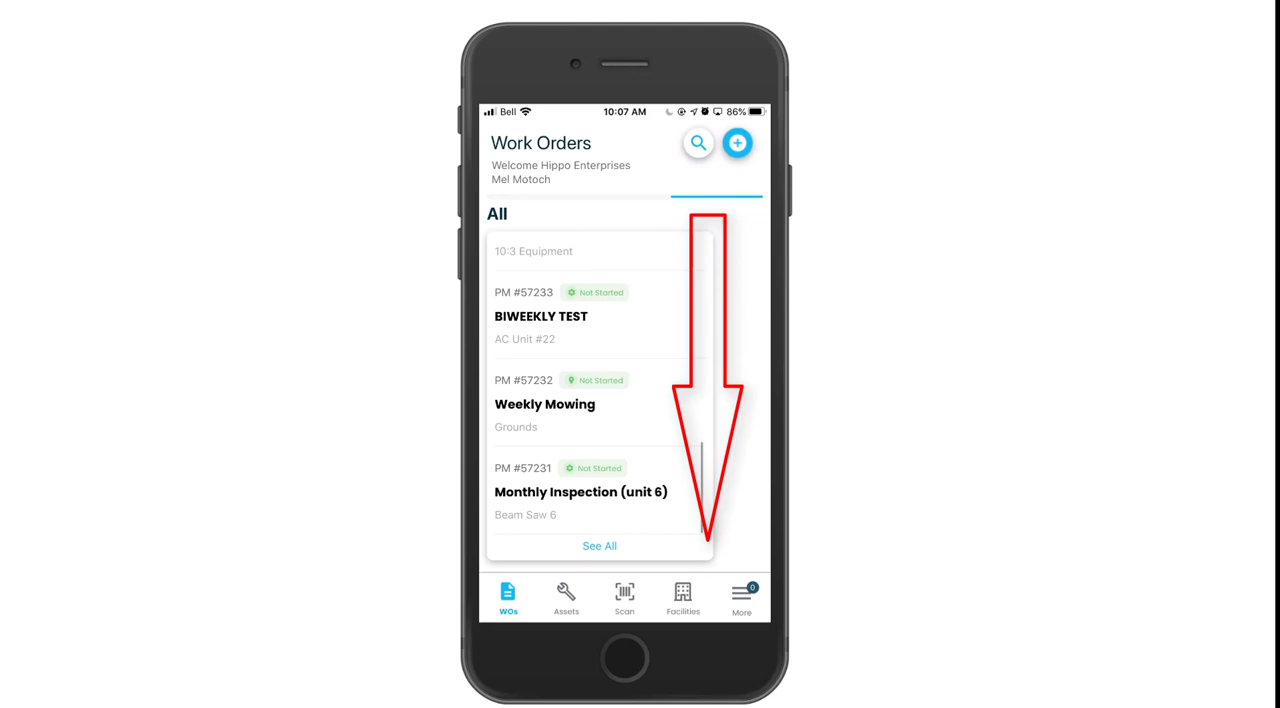 Bell 10:07 AM 86%
Work Orders
Welcome Hippo Enterprises
Mel Motoch
All
10:3 Equipment
PM #57233 Not Started
BIWEEKLY TEST
AC Unit #22
PM #57232 Not Started
Weekly Mowing
Grounds
PM #57231 Not Started
Monthly Inspection (unit 6)
Beam Saw 6
See All
0
WOs Assets Scan Facilities More